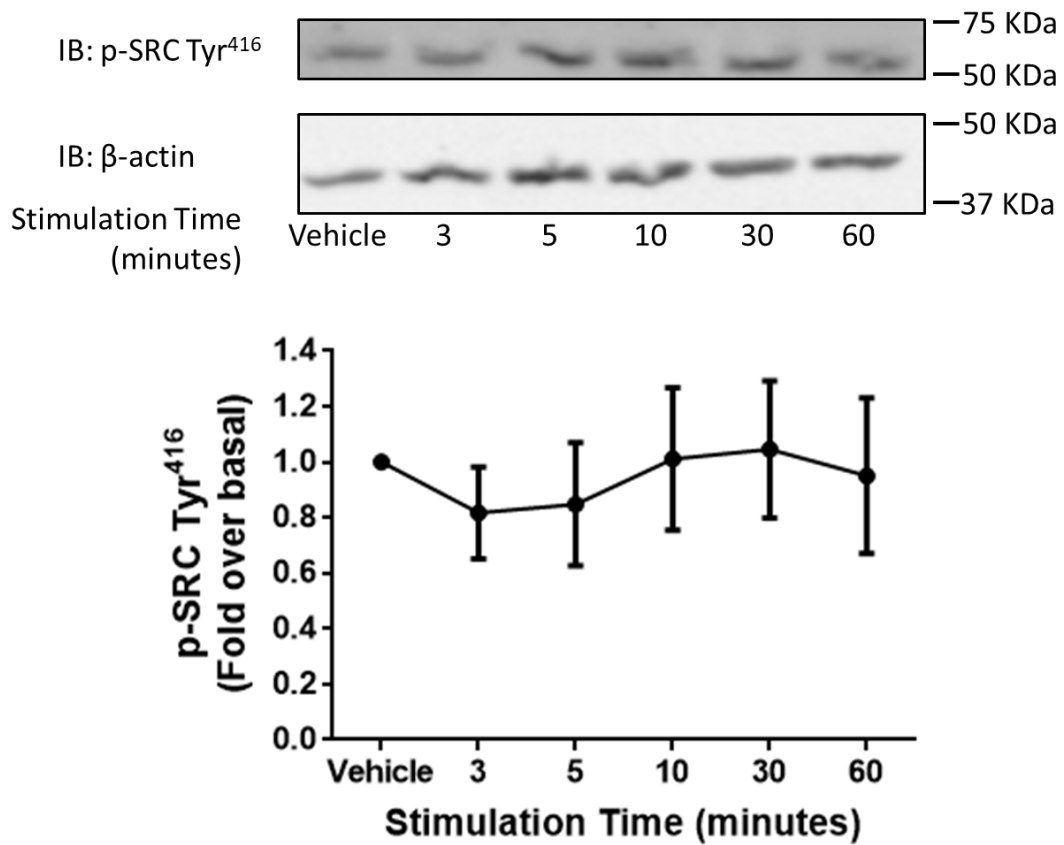 75 KDa
IB: p-SRC Tyr⁴¹⁶
50 KDa
50 KDa
IB: β-actin
37 KDa
Stimulation Time
(minutes)
Vehicle 3 5 10 30 60
p-SRC Tyr⁴¹⁶
(Fold over basal)
1.4
1.2
1.0
0.8
0.6
0.4
0.2
0.0
Vehicle 3 5 10 30 60
Stimulation Time (minutes)